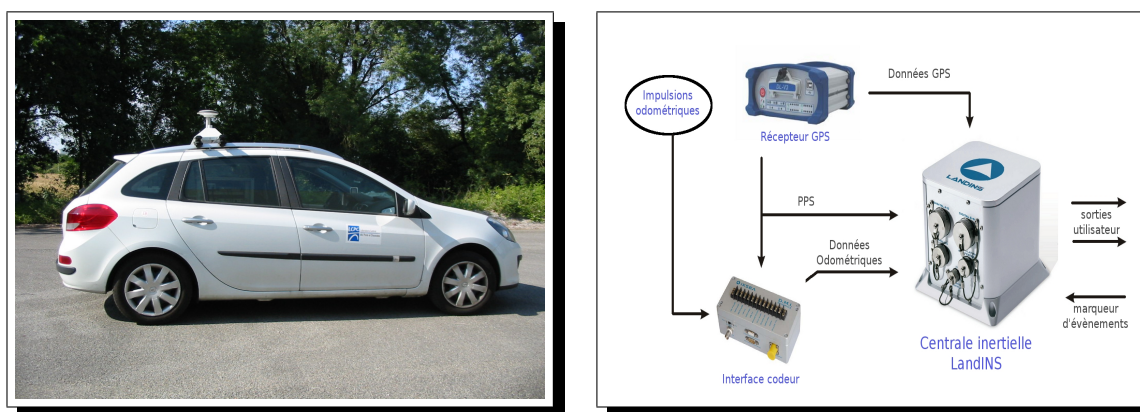 LCPC
Données GPS
Impulsions
odométriques
Récepteur GPS
LANDINS
PPS
sorties
utilisateur
Données
Odométriques
marqueur
d'évènements
Centrale inertielle
LandINS
Interface codeur